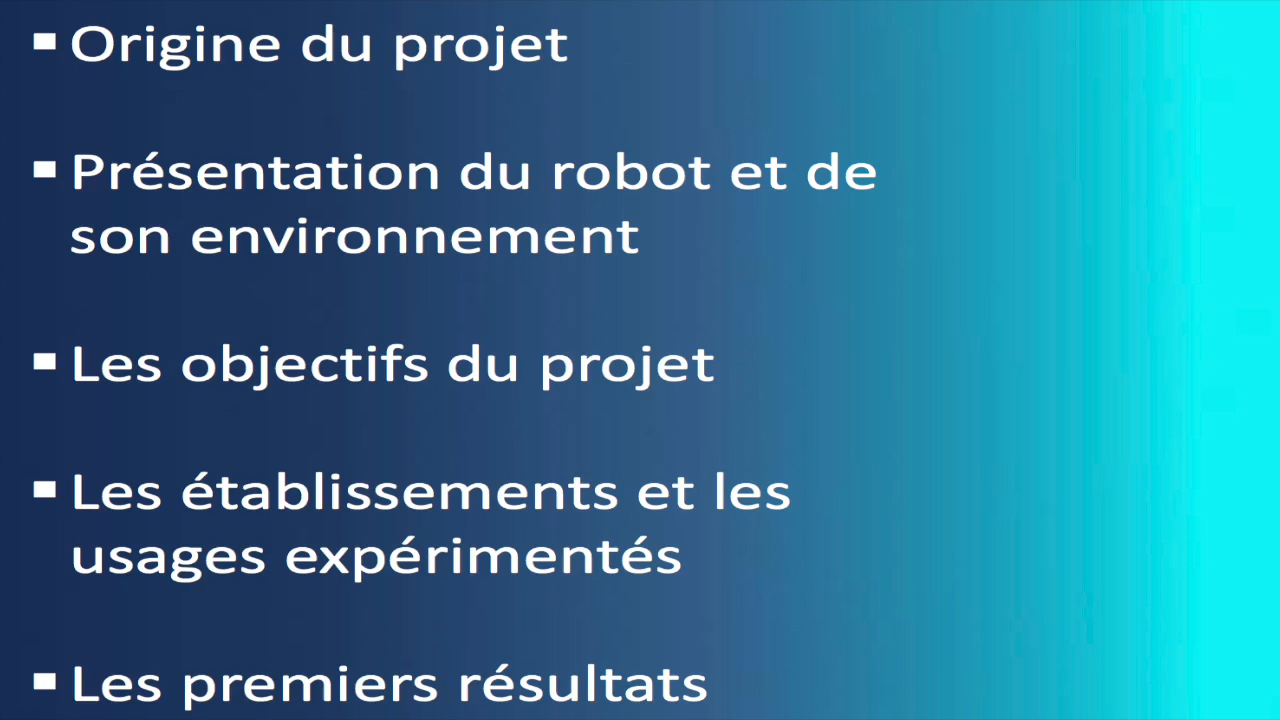 ▪ Origine du projet
▪ Présentation du robot et de
son environnement
▪ Les objectifs du projet
▪ Les établissements et les
usages expérimentés
▪ Les premiers résultats